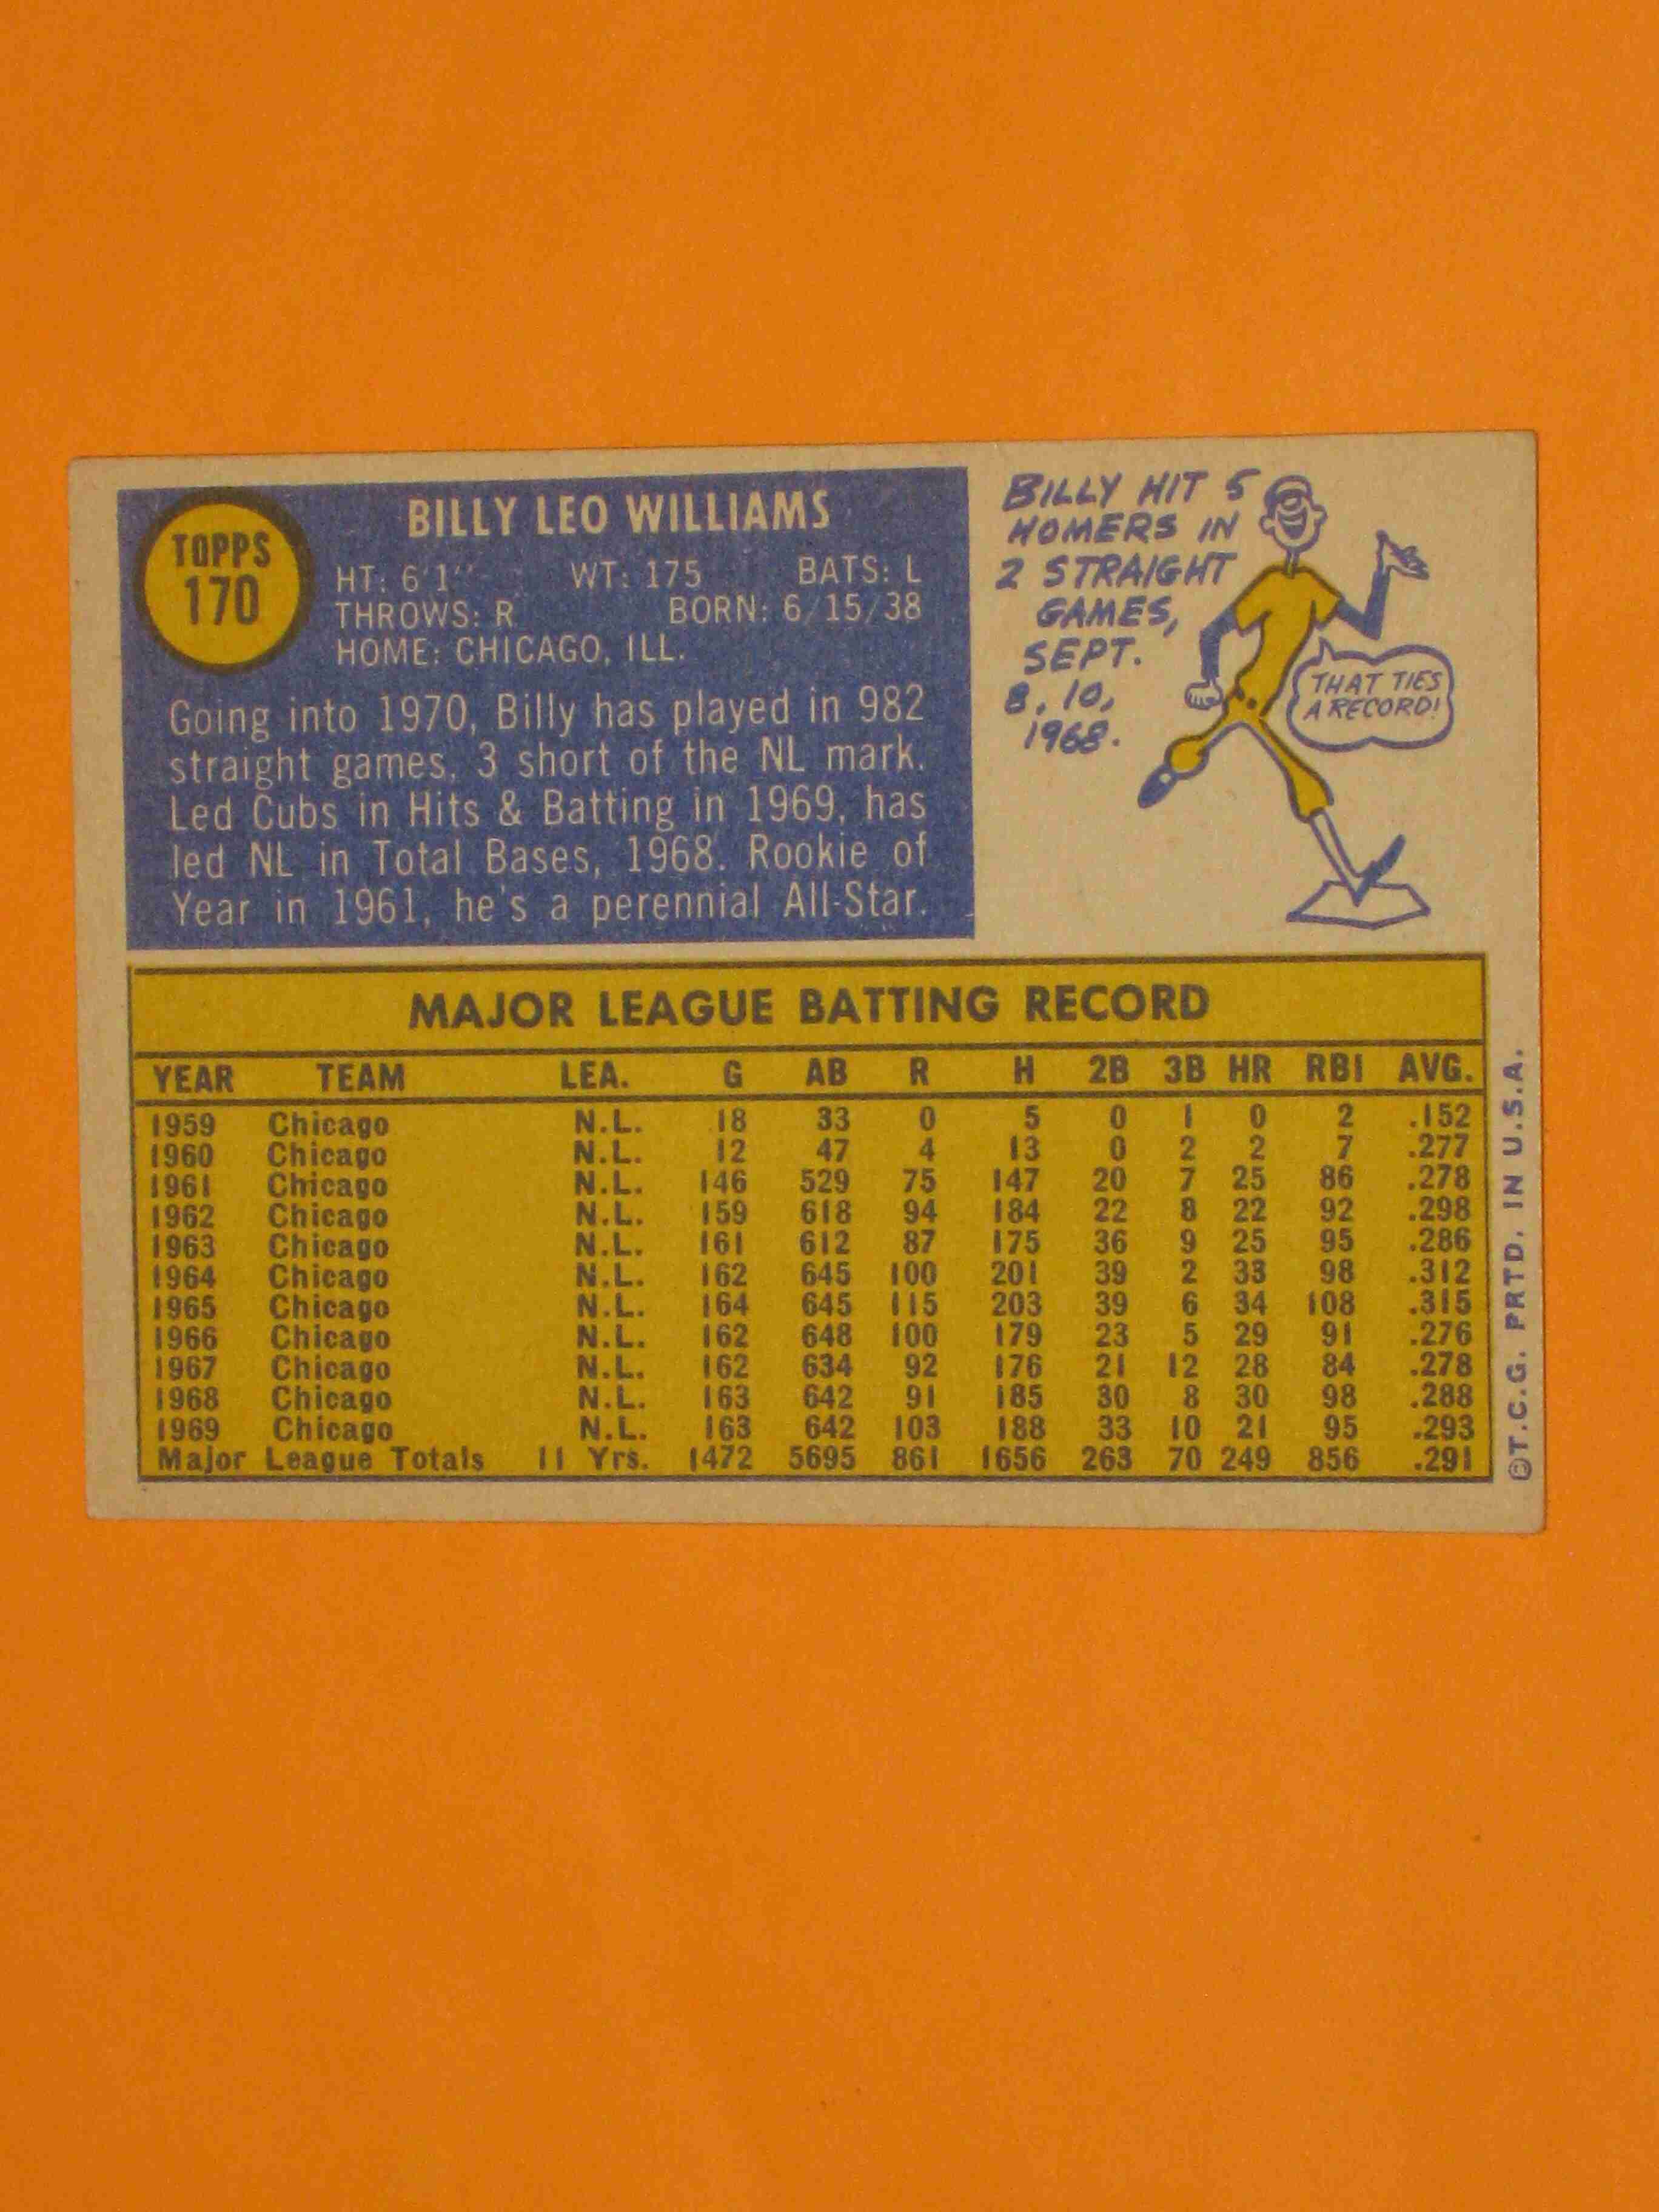 TOPPS
170
BILLY LEO WILLIAMS
HT: 6'1" WT: 175 BATS: L
THROWS: R BORN: 6/15/38
HOME: CHICAGO, ILL.
Going into 1970, Billy has played in 982
straight games, 3 short of the NL mark.
Led Cubs in Hits & Batting in 1969, has
led NL in Total Bases, 1968. Rookie of
Year in 1961, he's a perennial All-Star.
BILLY HIT 5
HOMERS IN
2 STRAIGHT
GAMES,
SEPT.
8, 10,
1968.
THAT TIES
A RECORD!
MAJOR LEAGUE BATTING RECORD
YEAR TEAM LEA. G AB R H 2B 3B HR RBI AVG.
1959 Chicago N.L. 18 33 0 5 0 1 0 2 .152
1960 Chicago N.L. 12 47 4 13 0 2 2 7 .277
1961 Chicago N.L. 146 529 75 147 20 7 25 86 .278
1962 Chicago N.L. 159 618 94 184 22 8 22 92 .298
1963 Chicago N.L. 161 612 87 175 36 9 25 95 .286
1964 Chicago N.L. 162 645 100 201 39 2 33 98 .312
1965 Chicago N.L. 164 645 115 203 39 6 34 108 .315
1966 Chicago N.L. 162 648 100 179 23 5 29 91 .276
1967 Chicago N.L. 162 634 92 176 21 12 28 84 .278
1968 Chicago N.L. 163 642 91 185 30 8 30 98 .288
1969 Chicago N.L. 163 642 103 188 33 10 21 95 .293
Major League Totals 11 Yrs. 1472 5695 861 1656 263 70 249 856 .291
©T.C.G. PRTD. IN U.S.A.